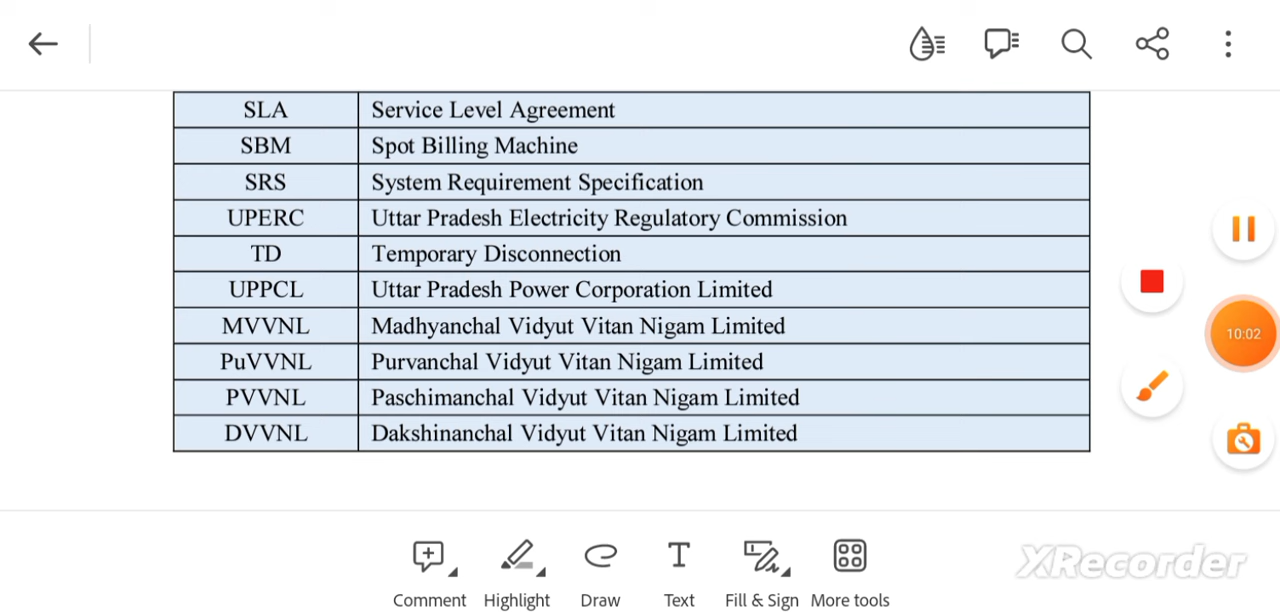 SLA Service Level Agreement
SBM Spot Billing Machine
SRS System Requirement Specification
UPERC Uttar Pradesh Electricity Regulatory Commission
TD Temporary Disconnection
UPPCL Uttar Pradesh Power Corporation Limited
MVVNL Madhyanchal Vidyut Vitan Nigam Limited
PuVVNL Purvanchal Vidyut Vitan Nigam Limited
PVVNL Paschimanchal Vidyut Vitan Nigam Limited
DVVNL Dakshinanchal Vidyut Vitan Nigam Limited
10:02
Comment Highlight Draw Text Fill & Sign More tools
XRecorder